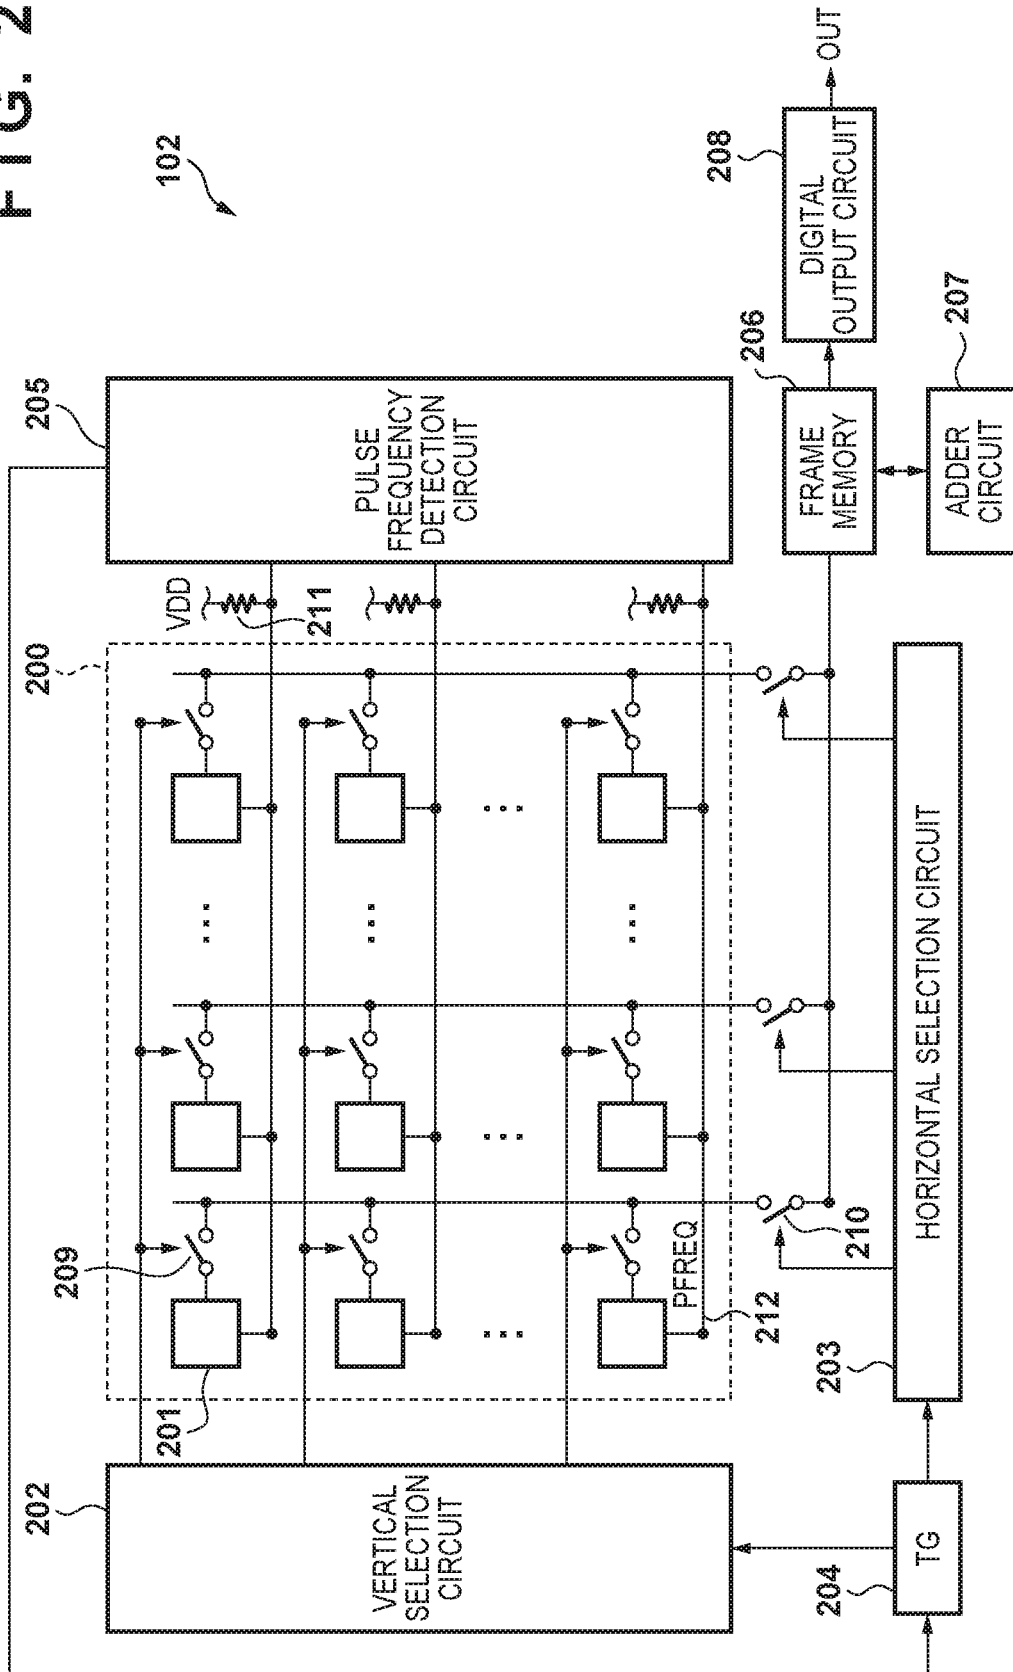 FIG. 2
102
205
PULSE
FREQUENCY
DETECTION
CIRCUIT
200
VDD
211
209
201
PFREQ
212
210
202
VERTICAL
SELECTION
CIRCUIT
203
HORIZONTAL SELECTION CIRCUIT
204
TG
206
FRAME
MEMORY
207
ADDER
CIRCUIT
208
DIGITAL
OUTPUT CIRCUIT
OUT